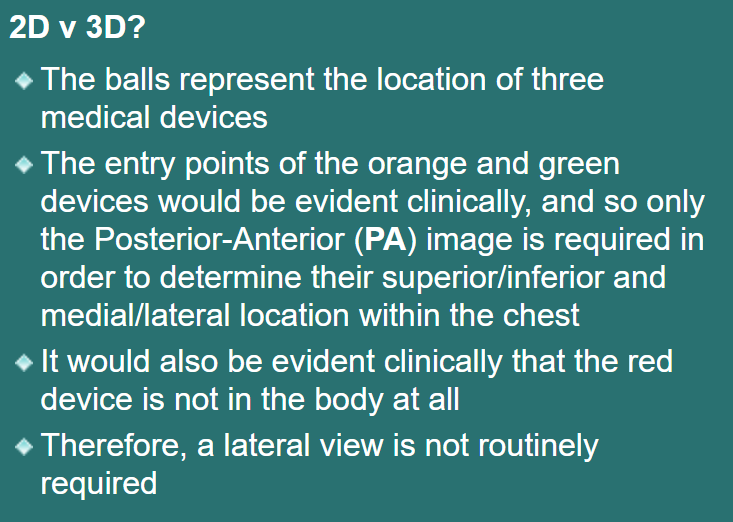 2D v 3D?
The balls represent the location of three
medical devices
The entry points of the orange and green
devices would be evident clinically, and so only
the Posterior-Anterior (PA) image is required in
order to determine their superior/inferior and
medial/lateral location within the chest
It would also be evident clinically that the red
device is not in the body at all
Therefore, a lateral view is not routinely
required